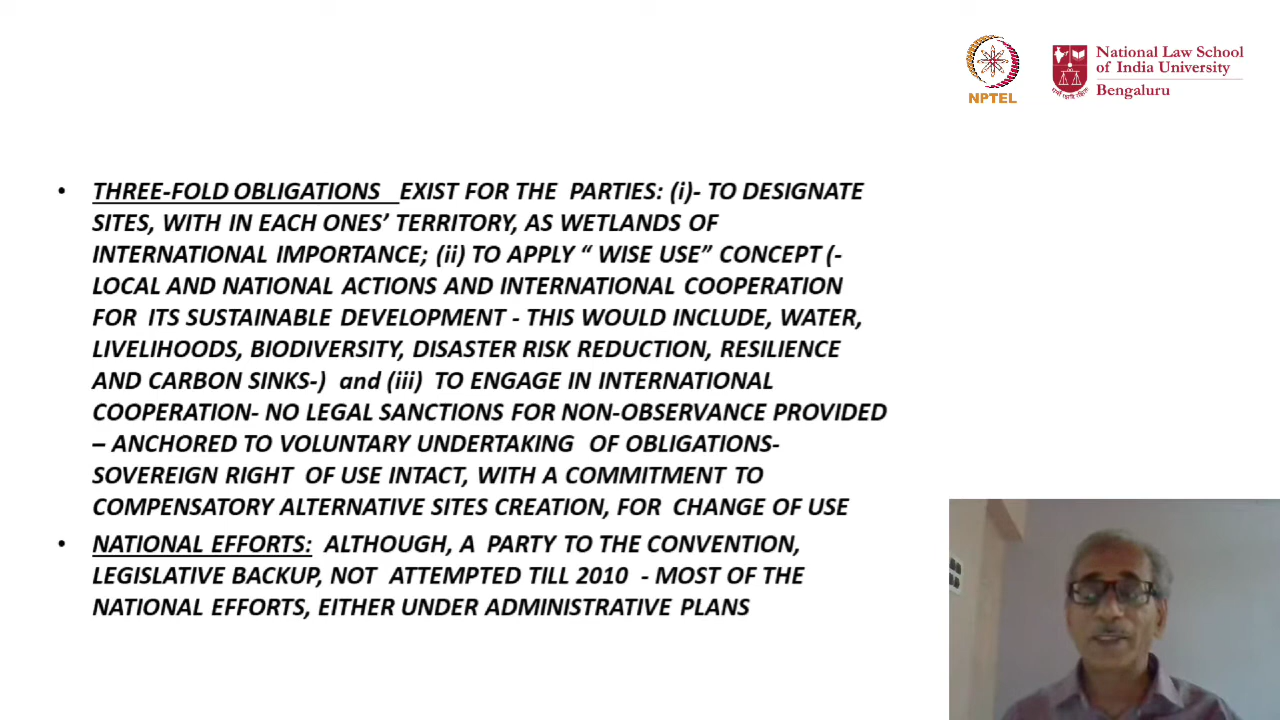 NPTEL
National Law School
of India University
Bengaluru
• THREE-FOLD OBLIGATIONS EXIST FOR THE PARTIES: (i)- TO DESIGNATE
SITES, WITH IN EACH ONES’ TERRITORY, AS WETLANDS OF
INTERNATIONAL IMPORTANCE; (ii) TO APPLY “ WISE USE” CONCEPT (-
LOCAL AND NATIONAL ACTIONS AND INTERNATIONAL COOPERATION
FOR ITS SUSTAINABLE DEVELOPMENT - THIS WOULD INCLUDE, WATER,
LIVELIHOODS, BIODIVERSITY, DISASTER RISK REDUCTION, RESILIENCE
AND CARBON SINKS-) and (iii) TO ENGAGE IN INTERNATIONAL
COOPERATION- NO LEGAL SANCTIONS FOR NON-OBSERVANCE PROVIDED
– ANCHORED TO VOLUNTARY UNDERTAKING OF OBLIGATIONS-
SOVEREIGN RIGHT OF USE INTACT, WITH A COMMITMENT TO
COMPENSATORY ALTERNATIVE SITES CREATION, FOR CHANGE OF USE
• NATIONAL EFFORTS: ALTHOUGH, A PARTY TO THE CONVENTION,
LEGISLATIVE BACKUP, NOT ATTEMPTED TILL 2010 - MOST OF THE
NATIONAL EFFORTS, EITHER UNDER ADMINISTRATIVE PLANS